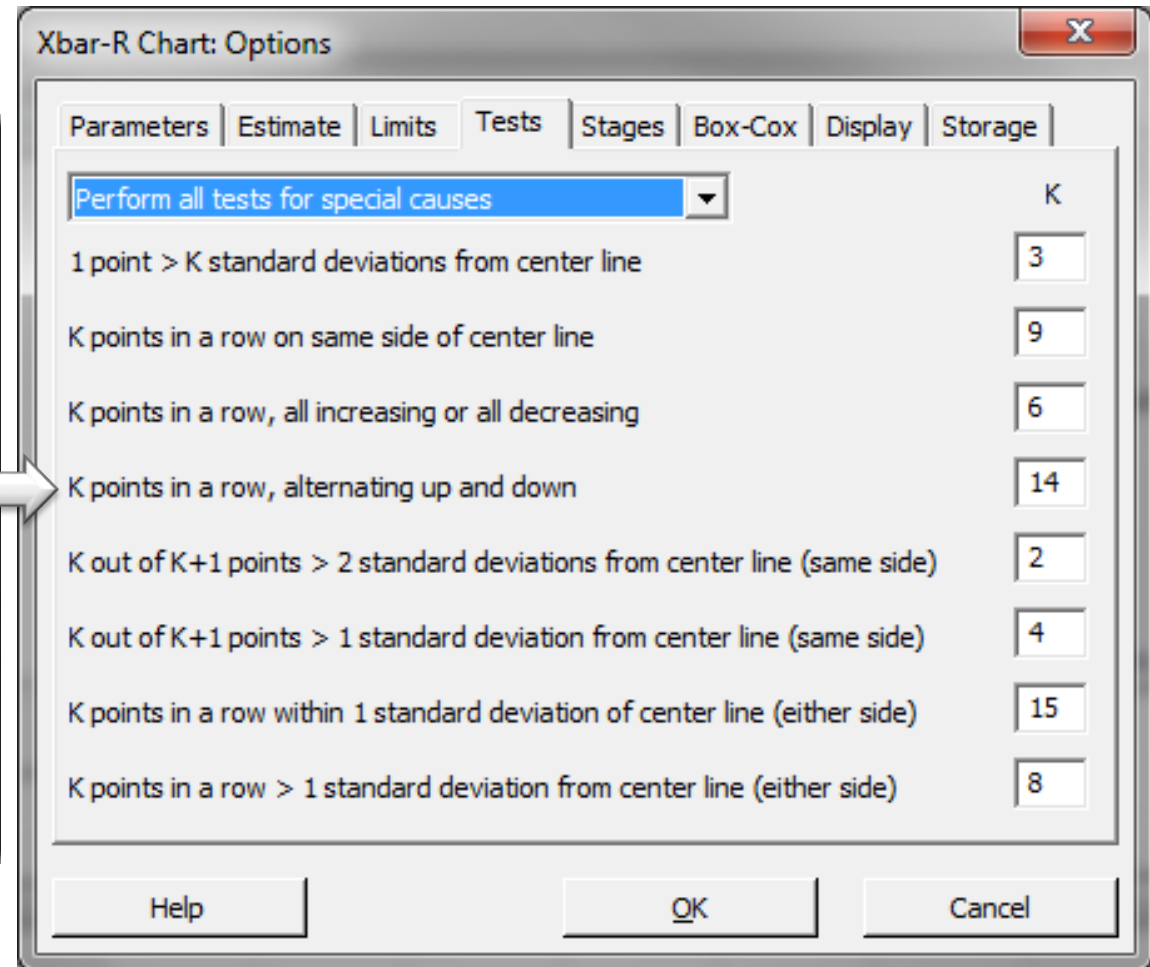 Xbar-R Chart: Options
Parameters Estimate Limits Tests Stages Box-Cox Display Storage
Perform all tests for special causes K
1 point > K standard deviations from center line 3
K points in a row on same side of center line 9
K points in a row, all increasing or all decreasing 6
K points in a row, alternating up and down 14
K out of K+1 points > 2 standard deviations from center line (same side) 2
K out of K+1 points > 1 standard deviation from center line (same side) 4
K points in a row within 1 standard deviation of center line (either side) 15
K points in a row > 1 standard deviation from center line (either side) 8
Help OK Cancel